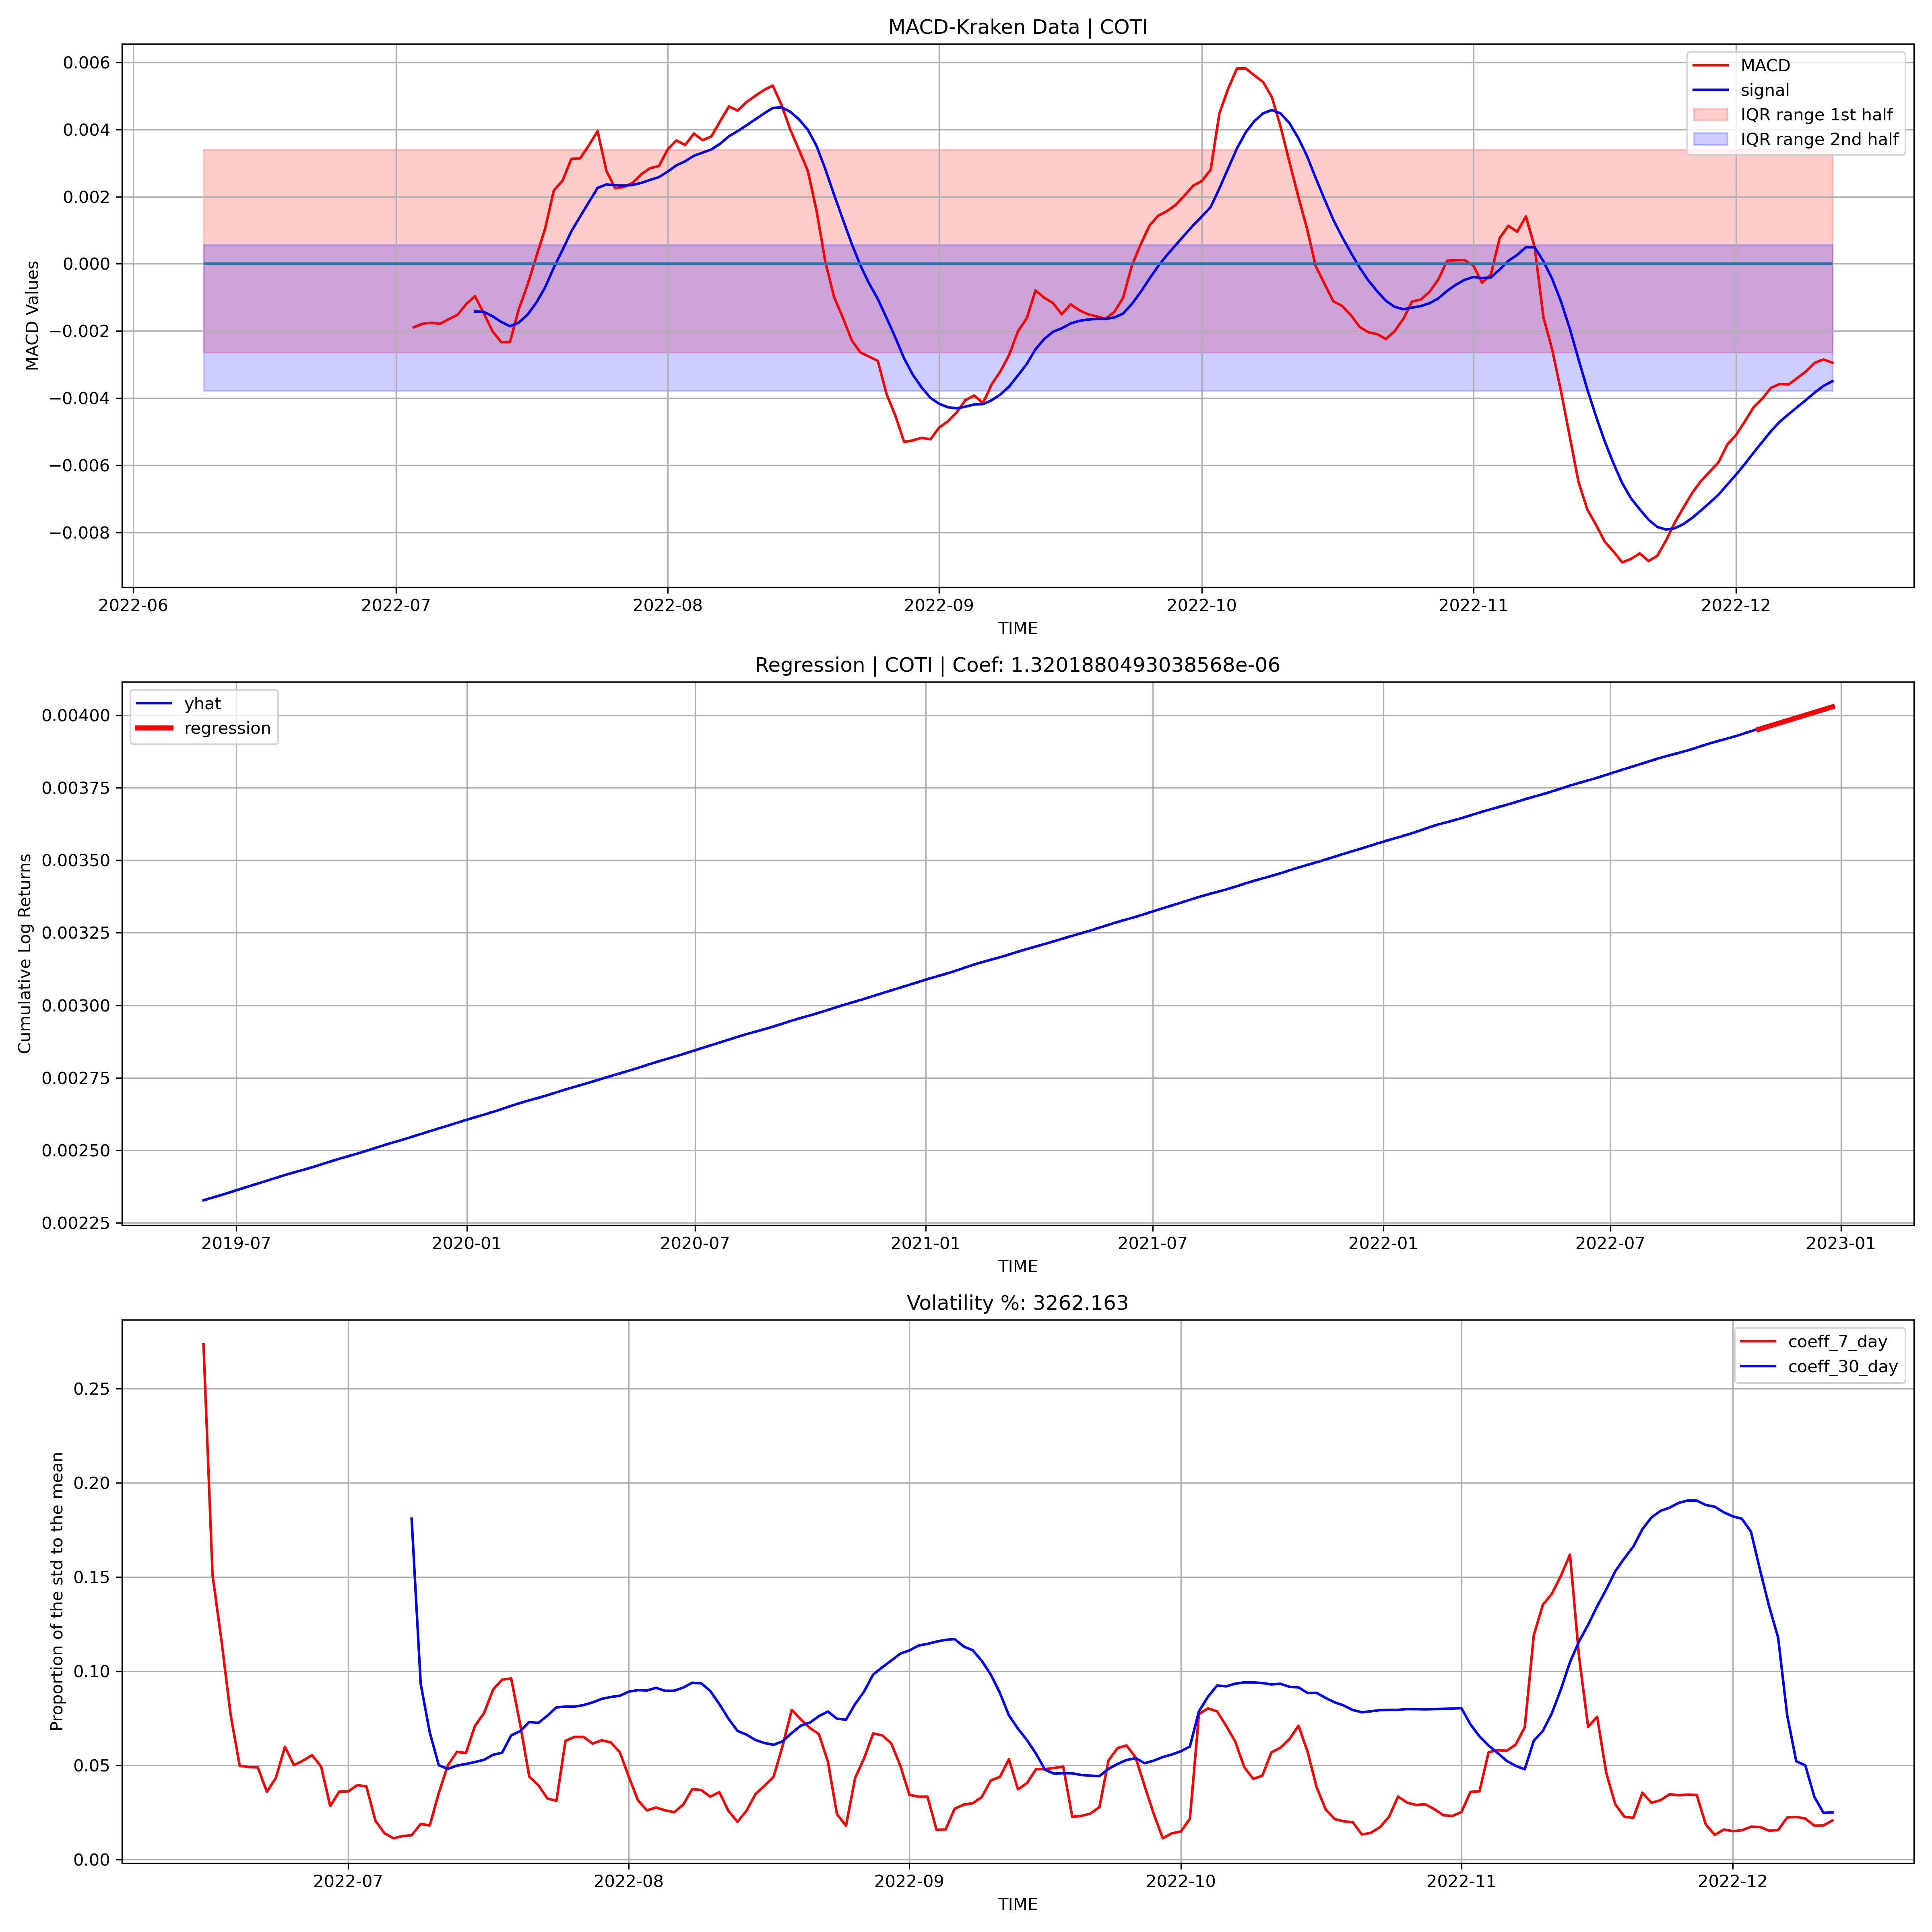 MACD-Kraken Data | COTI
MACD Values
0.006
0.004
0.002
0.000
−0.002
−0.004
−0.006
−0.008
MACD
signal
IQR range 1st half
IQR range 2nd half
2022-06 2022-07 2022-08 2022-09 2022-10 2022-11 2022-12
TIME
Regression | COTI | Coef: 1.3201880493038568e-06
Cumulative Log Returns
yhat
regression
0.00400
0.00375
0.00350
0.00325
0.00300
0.00275
0.00250
0.00225
2019-07 2020-01 2020-07 2021-01 2021-07 2022-01 2022-07 2023-01
TIME
Volatility %: 3262.163
Proportion of the std to the mean
coeff_7_day
coeff_30_day
0.25
0.20
0.15
0.10
0.05
0.00
2022-07 2022-08 2022-09 2022-10 2022-11 2022-12
TIME